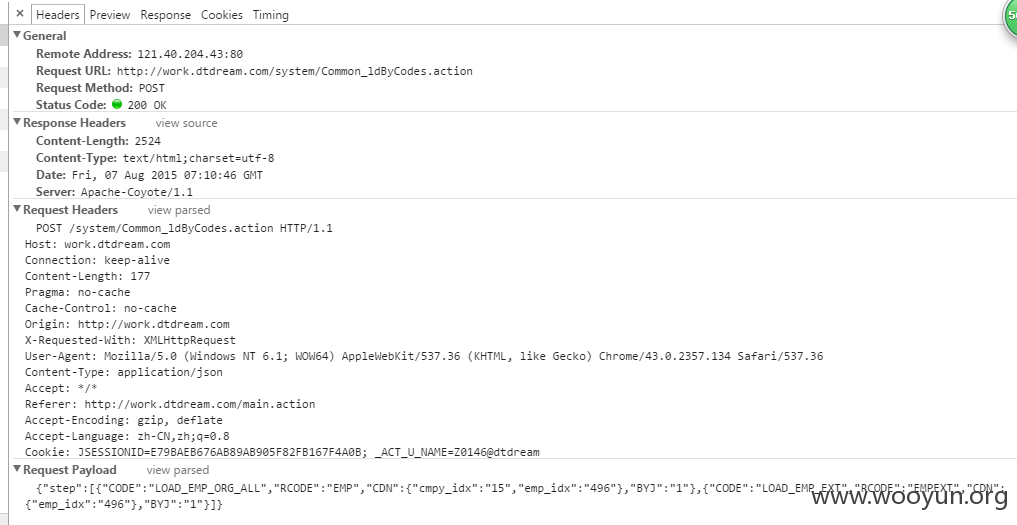 × Headers Preview Response Cookies Timing
▼General
Remote Address: 121.40.204.43:80
Request URL: http://work.dtdream.com/system/Common_ldByCodes.action
Request Method: POST
Status Code: 200 OK
▼Response Headers view source
Content-Length: 2524
Content-Type: text/html;charset=utf-8
Date: Fri, 07 Aug 2015 07:10:46 GMT
Server: Apache-Coyote/1.1
▼Request Headers view parsed
POST /system/Common_ldByCodes.action HTTP/1.1
Host: work.dtdream.com
Connection: keep-alive
Content-Length: 177
Pragma: no-cache
Cache-Control: no-cache
Origin: http://work.dtdream.com
X-Requested-With: XMLHttpRequest
User-Agent: Mozilla/5.0 (Windows NT 6.1; WOW64) AppleWebKit/537.36 (KHTML, like Gecko) Chrome/43.0.2357.134 Safari/537.36
Content-Type: application/json
Accept: */*
Referer: http://work.dtdream.com/main.action
Accept-Encoding: gzip, deflate
Accept-Language: zh-CN,zh;q=0.8
Cookie: JSESSIONID=E79BAEB676AB89AB905F82FB167F4A0B; _ACT_U_NAME=Z0146@dtdream
▼Request Payload view parsed
{"step":[{"CODE":"LOAD_EMP_ORG_ALL","RCODE":"EMP","CDN":{"cmpy_idx":"15","emp_idx":"496"},"BYJ":"1"},{"CODE":"LOAD_EMP_EXT","RCODE":"EMPEXT","CDN":
{"emp_idx":"496"},"BYJ":"1"}]}
www.wooyun.org